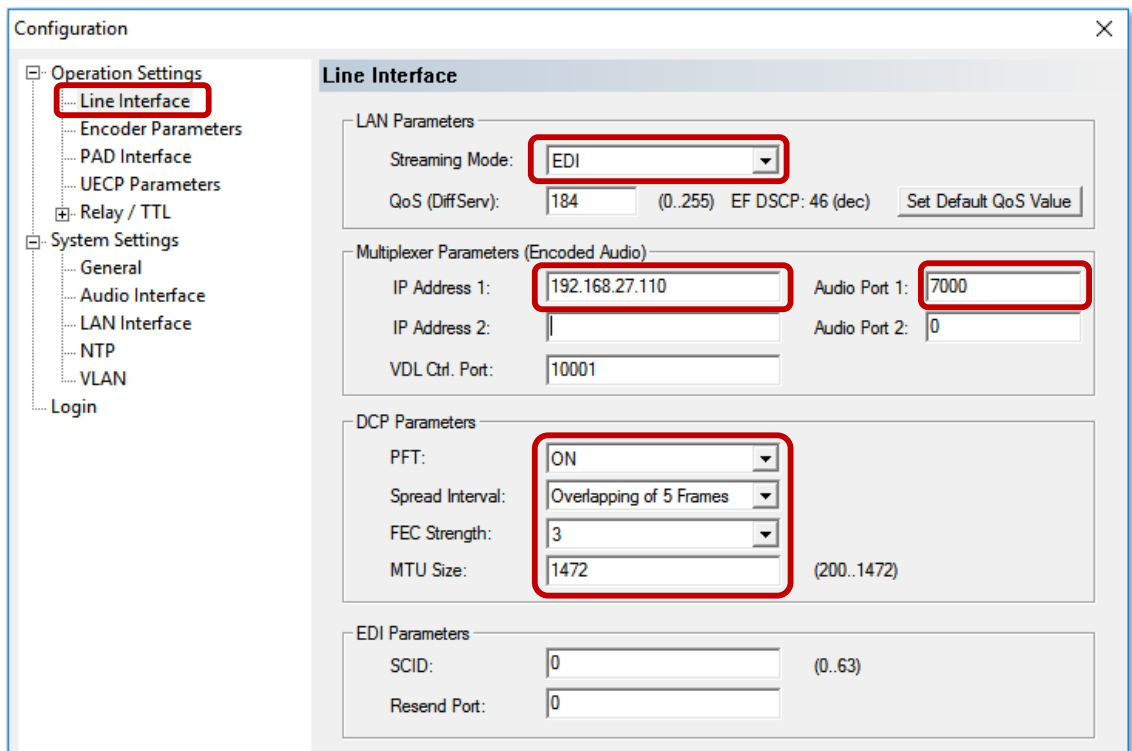 Configuration
Operation Settings
Line Interface
Encoder Parameters
PAD Interface
UECP Parameters
Relay / TTL
System Settings
General
Audio Interface
LAN Interface
NTP
VLAN
Login
Line Interface
LAN Parameters
Streaming Mode: EDI
QoS (DiffServ): 184 (0..255) EF DSCP: 46 (dec) Set Default QoS Value
Multiplexer Parameters (Encoded Audio)
IP Address 1: 192.168.27.110 Audio Port 1: 7000
IP Address 2: Audio Port 2: 0
VDL Ctrl. Port: 10001
DCP Parameters
PFT: ON
Spread Interval: Overlapping of 5 Frames
FEC Strength: 3
MTU Size: 1472 (200..1472)
EDI Parameters
SCID: 0 (0..63)
Resend Port: 0